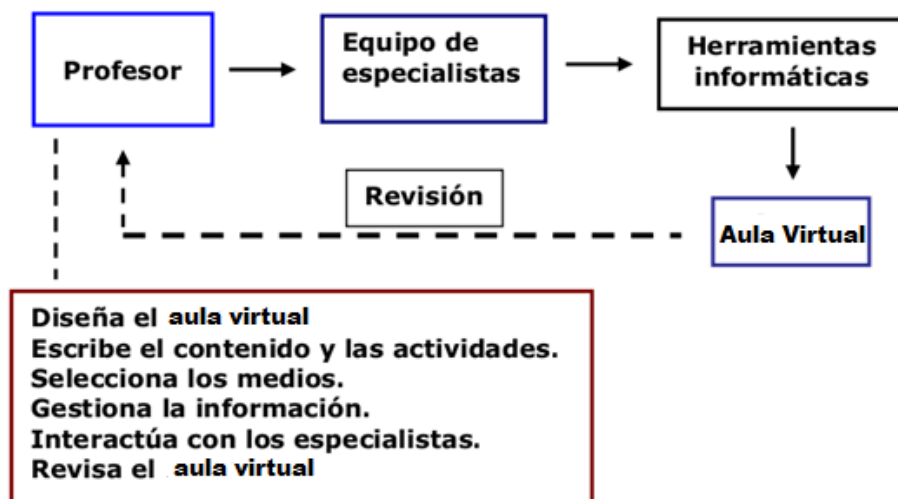 Profesor
Equipo de
especialistas
Herramientas
informáticas
Revisión
Aula Virtual
Diseña el aula virtual
Escribe el contenido y las actividades.
Selecciona los medios.
Gestiona la información.
Interactúa con los especialistas.
Revisa el aula virtual